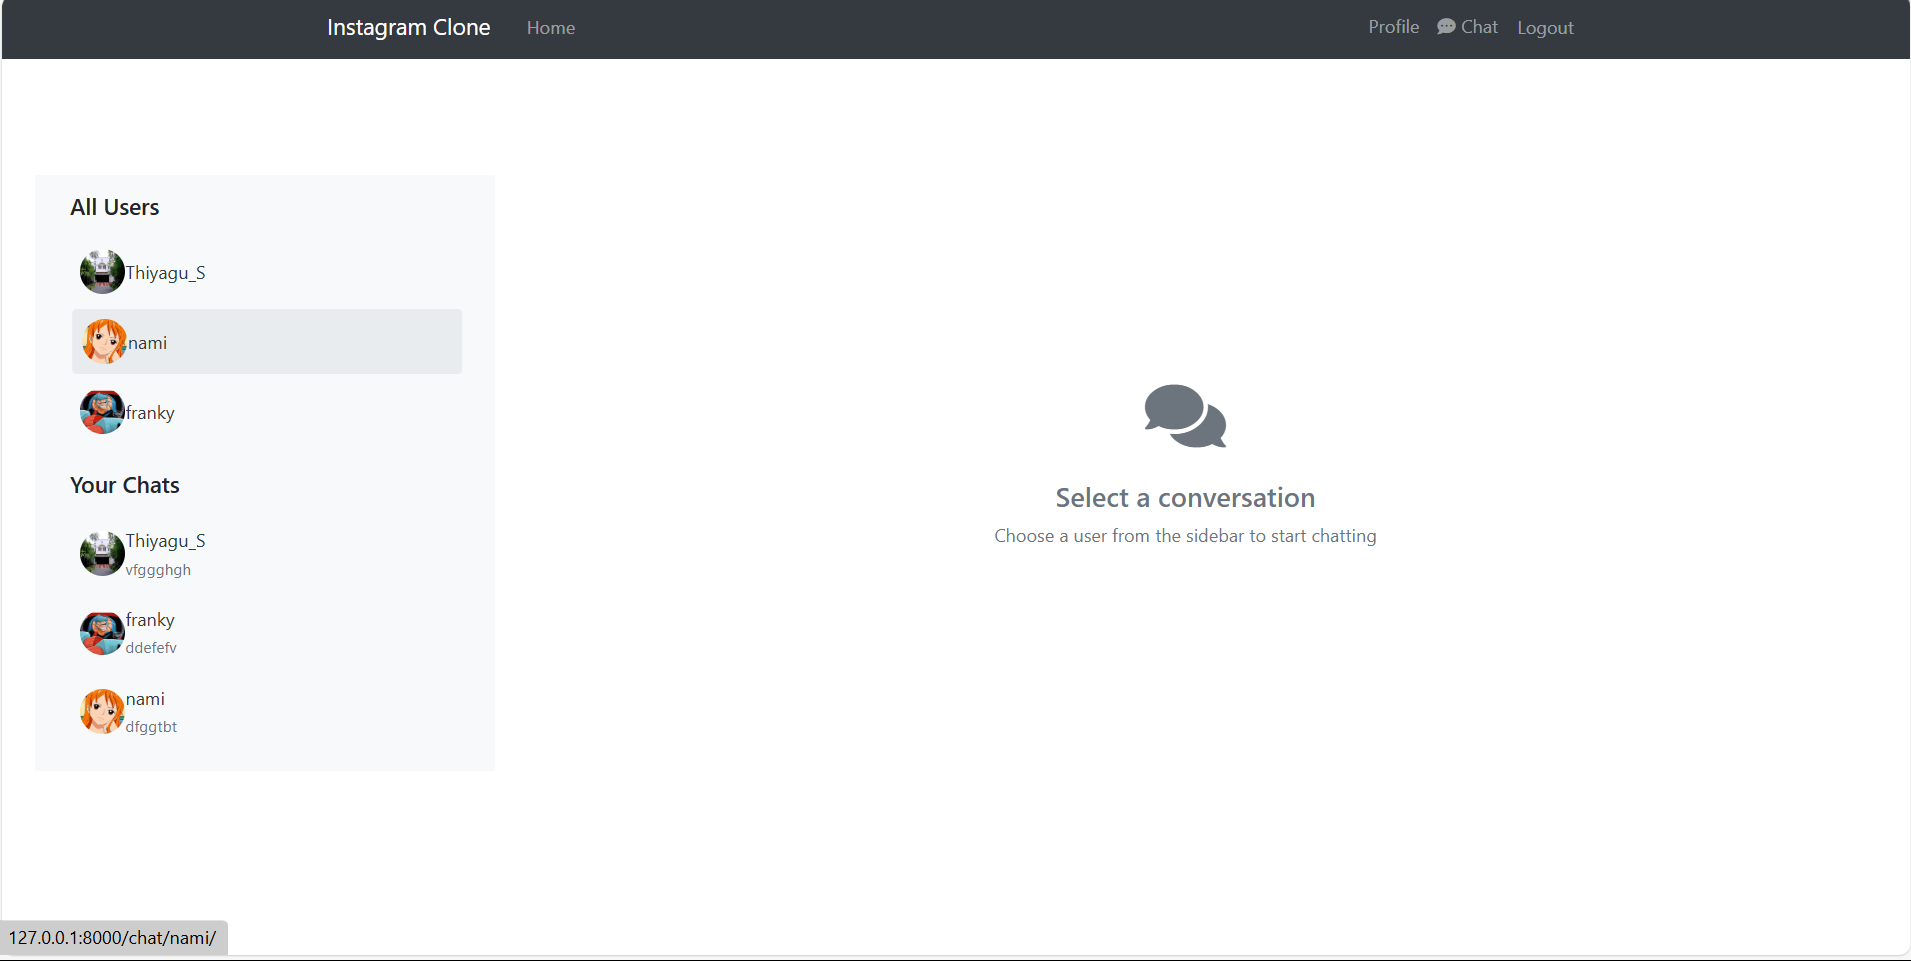 Instagram Clone Home Profile Chat Logout
All Users
Thiyagu_S
nami
franky
Your Chats
Thiyagu_S
vfggghgh
franky
ddefefv
nami
dfggtbt
Select a conversation
Choose a user from the sidebar to start chatting
127.0.0.1:8000/chat/nami/